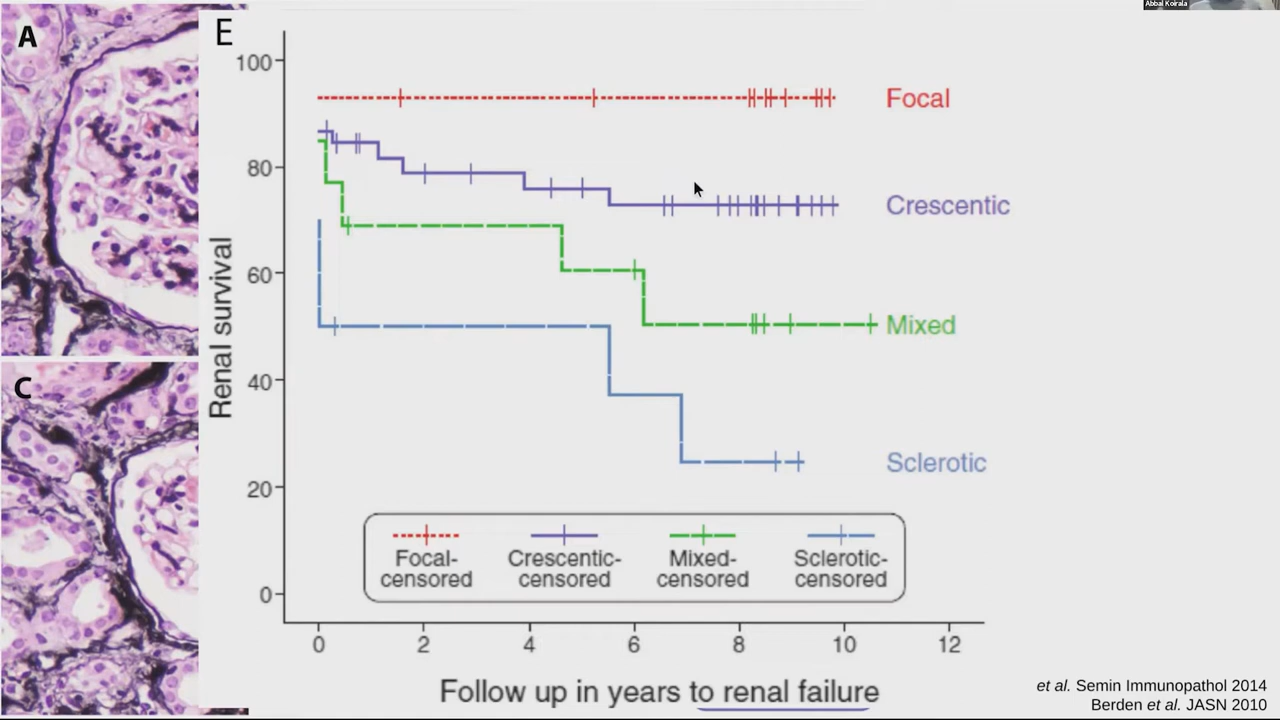 Abbal Koirala
A
E
100
80
60
40
20
0
Renal survival
Focal
Crescentic
Mixed
Sclerotic
C
Focal-
censored
Crescentic-
censored
Mixed-
censored
Sclerotic-
censored
0 2 4 6 8 10 12
Follow up in years to renal failure
et al. Semin Immunopathol 2014
Berden et al. JASN 2010